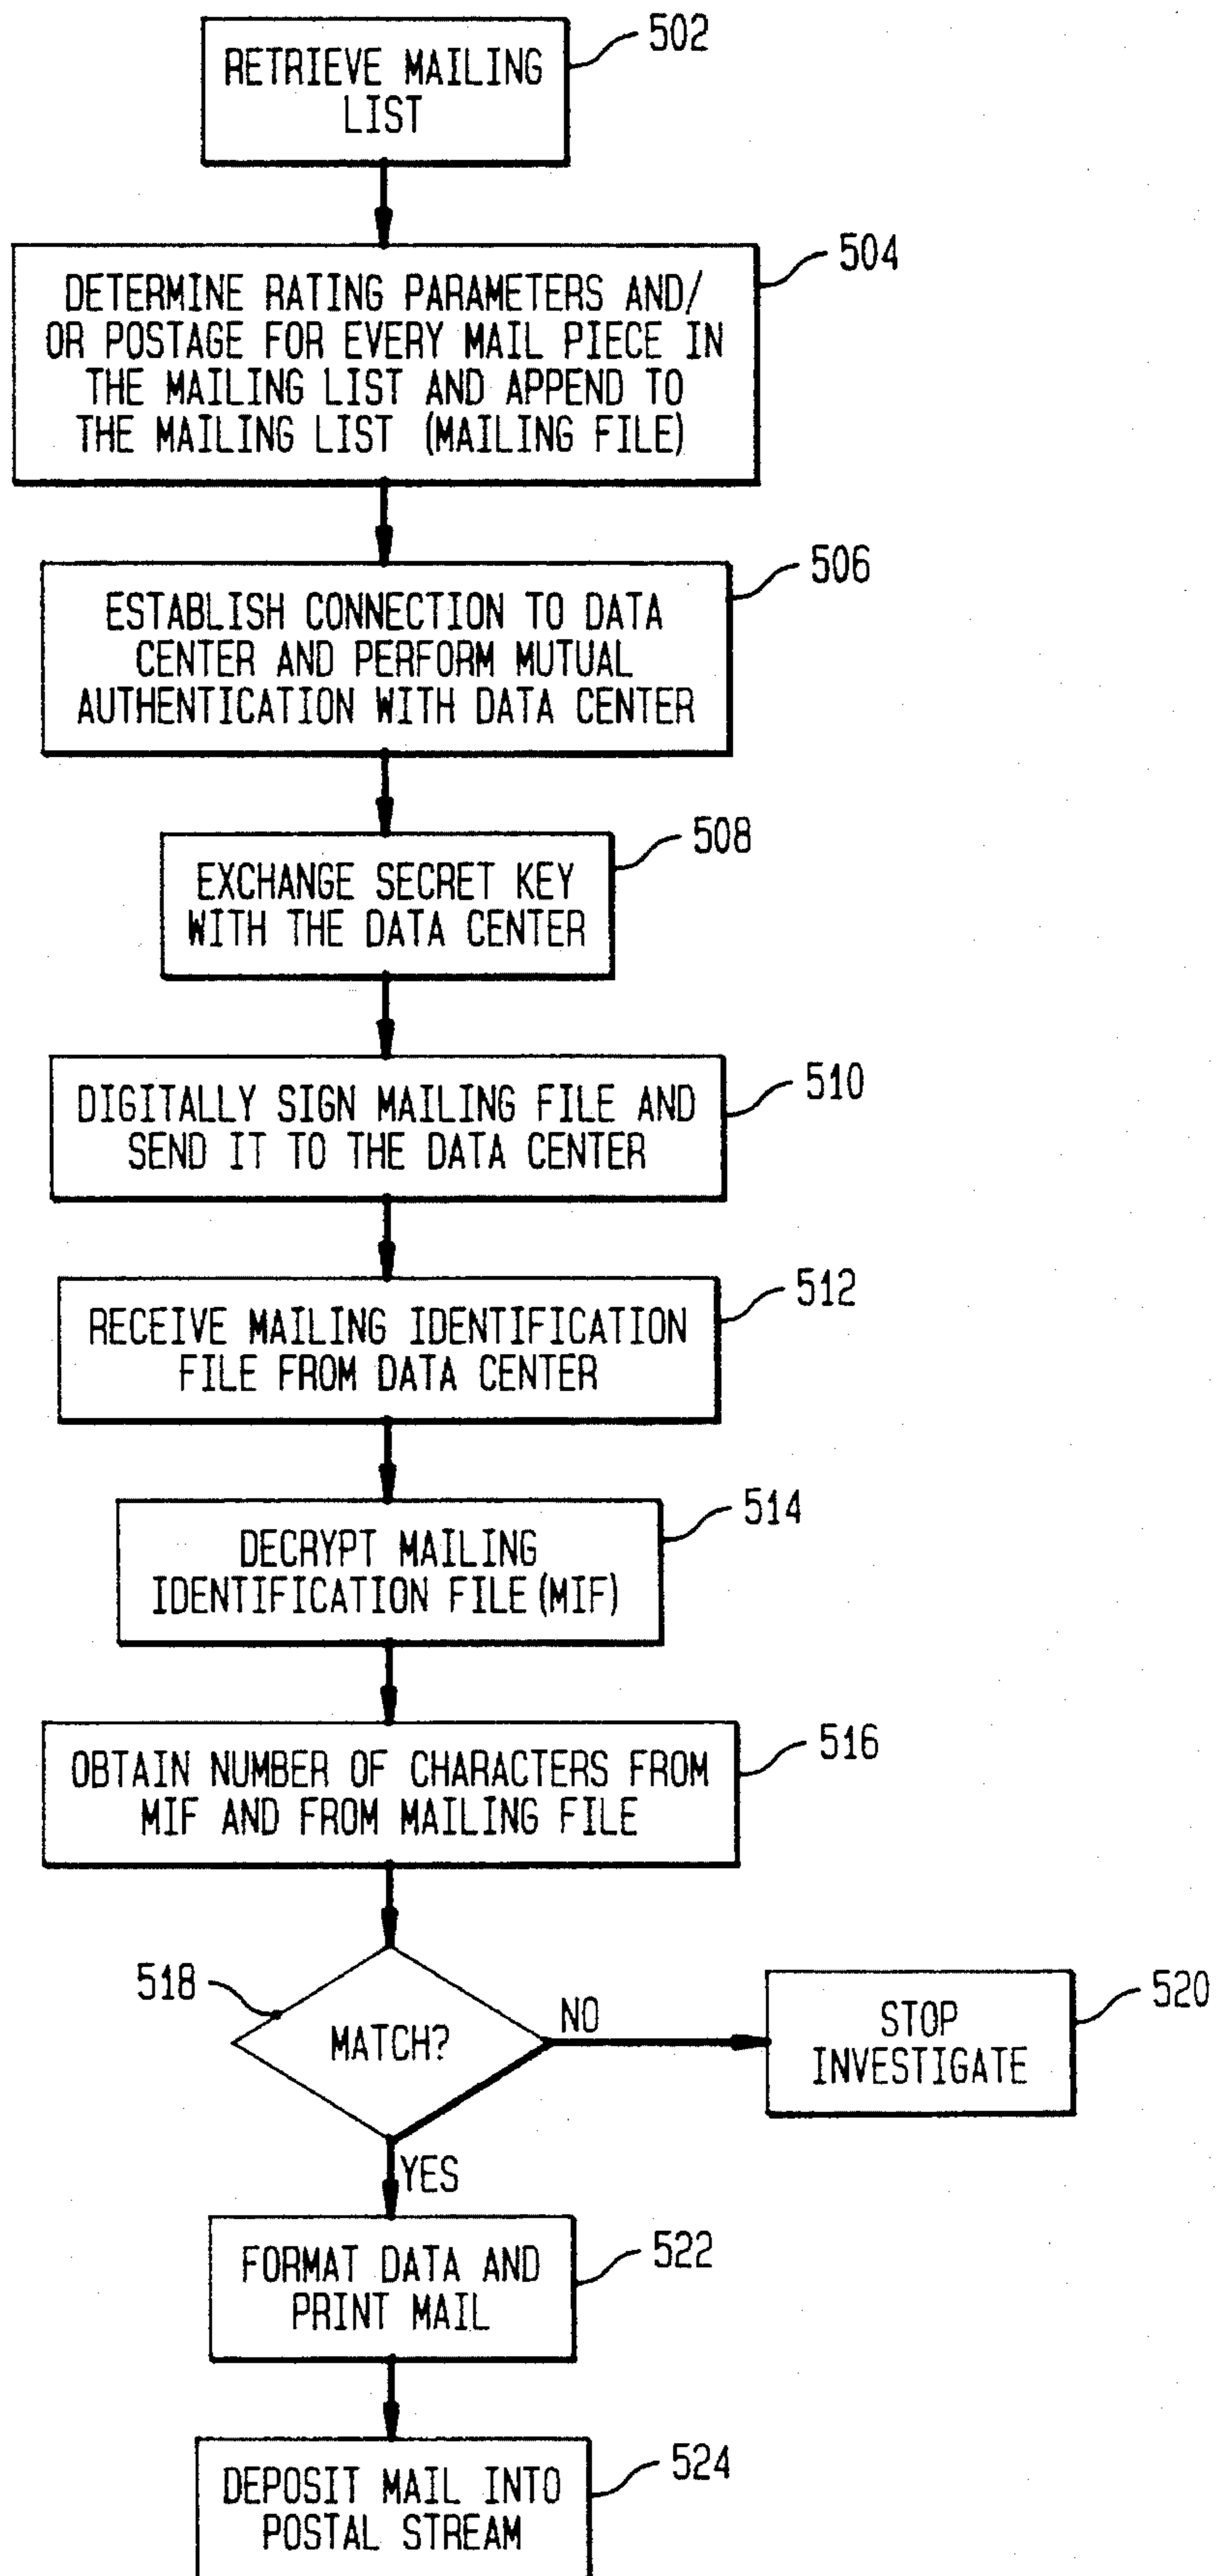 502
RETRIEVE MAILING
LIST
504
DETERMINE RATING PARAMETERS AND/
OR POSTAGE FOR EVERY MAIL PIECE IN
THE MAILING LIST AND APPEND TO
THE MAILING LIST (MAILING FILE)
506
ESTABLISH CONNECTION TO DATA
CENTER AND PERFORM MUTUAL
AUTHENTICATION WITH DATA CENTER
508
EXCHANGE SECRET KEY
WITH THE DATA CENTER
510
DIGITALLY SIGN MAILING FILE AND
SEND IT TO THE DATA CENTER
512
RECEIVE MAILING IDENTIFICATION
FILE FROM DATA CENTER
514
DECRYPT MAILING
IDENTIFICATION FILE (MIF)
516
OBTAIN NUMBER OF CHARACTERS FROM
MIF AND FROM MAILING FILE
518
MATCH?
NO
520
STOP
INVESTIGATE
YES
522
FORMAT DATA AND
PRINT MAIL
524
DEPOSIT MAIL INTO
POSTAL STREAM